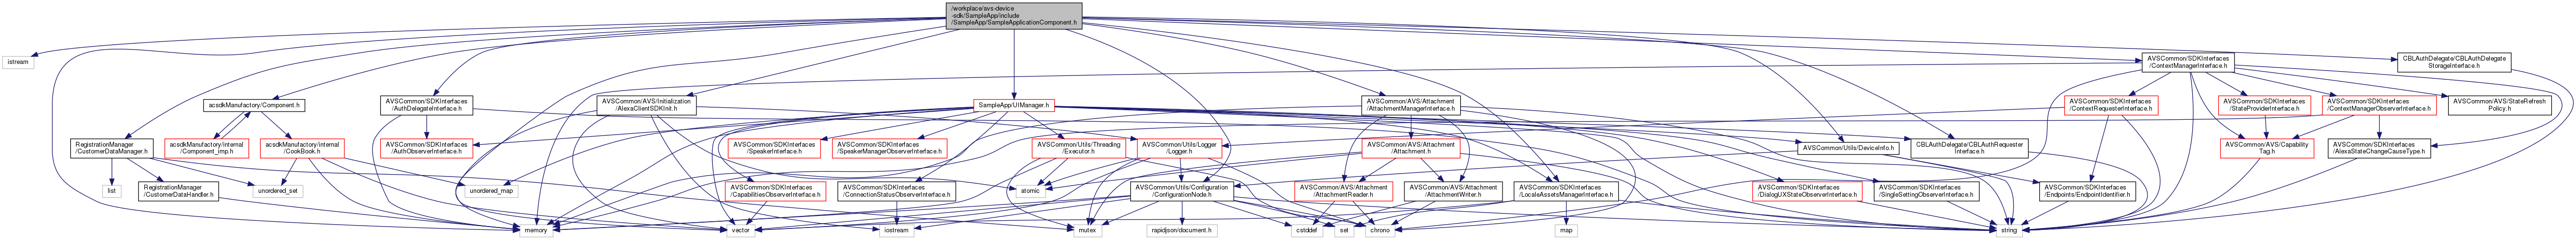 /workplace/avs-device
-sdk/SampleApp/include
/SampleApp/SampleApplicationComponent.h
istream
AVSCommon/SDKInterfaces
/ContextManagerInterface.h
CBLAuthDelegate/CBLAuthDelegate
StorageInterface.h
acsdkManufactory/Component.h
AVSCommon/SDKInterfaces
/AuthDelegateInterface.h
AVSCommon/AVS/Initialization
/AlexaClientSDKInit.h
SampleApp/UIManager.h
AVSCommon/AVS/Attachment
/AttachmentManagerInterface.h
AVSCommon/SDKInterfaces
/ContextRequesterInterface.h
AVSCommon/SDKInterfaces
/StateProviderInterface.h
AVSCommon/SDKInterfaces
/ContextManagerObserverInterface.h
AVSCommon/AVS/StateRefresh
Policy.h
RegistrationManager
/CustomerDataManager.h
acsdkManufactory/internal
/Component_imp.h
acsdkManufactory/internal
/CookBook.h
AVSCommon/SDKInterfaces
/AuthObserverInterface.h
AVSCommon/SDKInterfaces
/SpeakerInterface.h
AVSCommon/SDKInterfaces
/SpeakerManagerObserverInterface.h
AVSCommon/Utils/Threading
/Executor.h
AVSCommon/Utils/Logger
/Logger.h
AVSCommon/AVS/Attachment
/Attachment.h
AVSCommon/Utils/DeviceInfo.h
CBLAuthDelegate/CBLAuthRequester
Interface.h
AVSCommon/AVS/Capability
Tag.h
AVSCommon/SDKInterfaces
/AlexaStateChangeCauseType.h
list
RegistrationManager
/CustomerDataHandler.h
unordered_set
unordered_map
atomic
AVSCommon/SDKInterfaces
/CapabilitiesObserverInterface.h
AVSCommon/SDKInterfaces
/ConnectionStatusObserverInterface.h
AVSCommon/Utils/Configuration
/ConfigurationNode.h
AVSCommon/AVS/Attachment
/AttachmentReader.h
AVSCommon/AVS/Attachment
/AttachmentWriter.h
AVSCommon/SDKInterfaces
/LocaleAssetsManagerInterface.h
AVSCommon/SDKInterfaces
/DialogUXStateObserverInterface.h
AVSCommon/SDKInterfaces
/SingleSettingObserverInterface.h
AVSCommon/SDKInterfaces
/Endpoints/EndpointIdentifier.h
memory
vector
iostream
mutex
rapidjson/document.h
cstddef
set
chrono
map
string